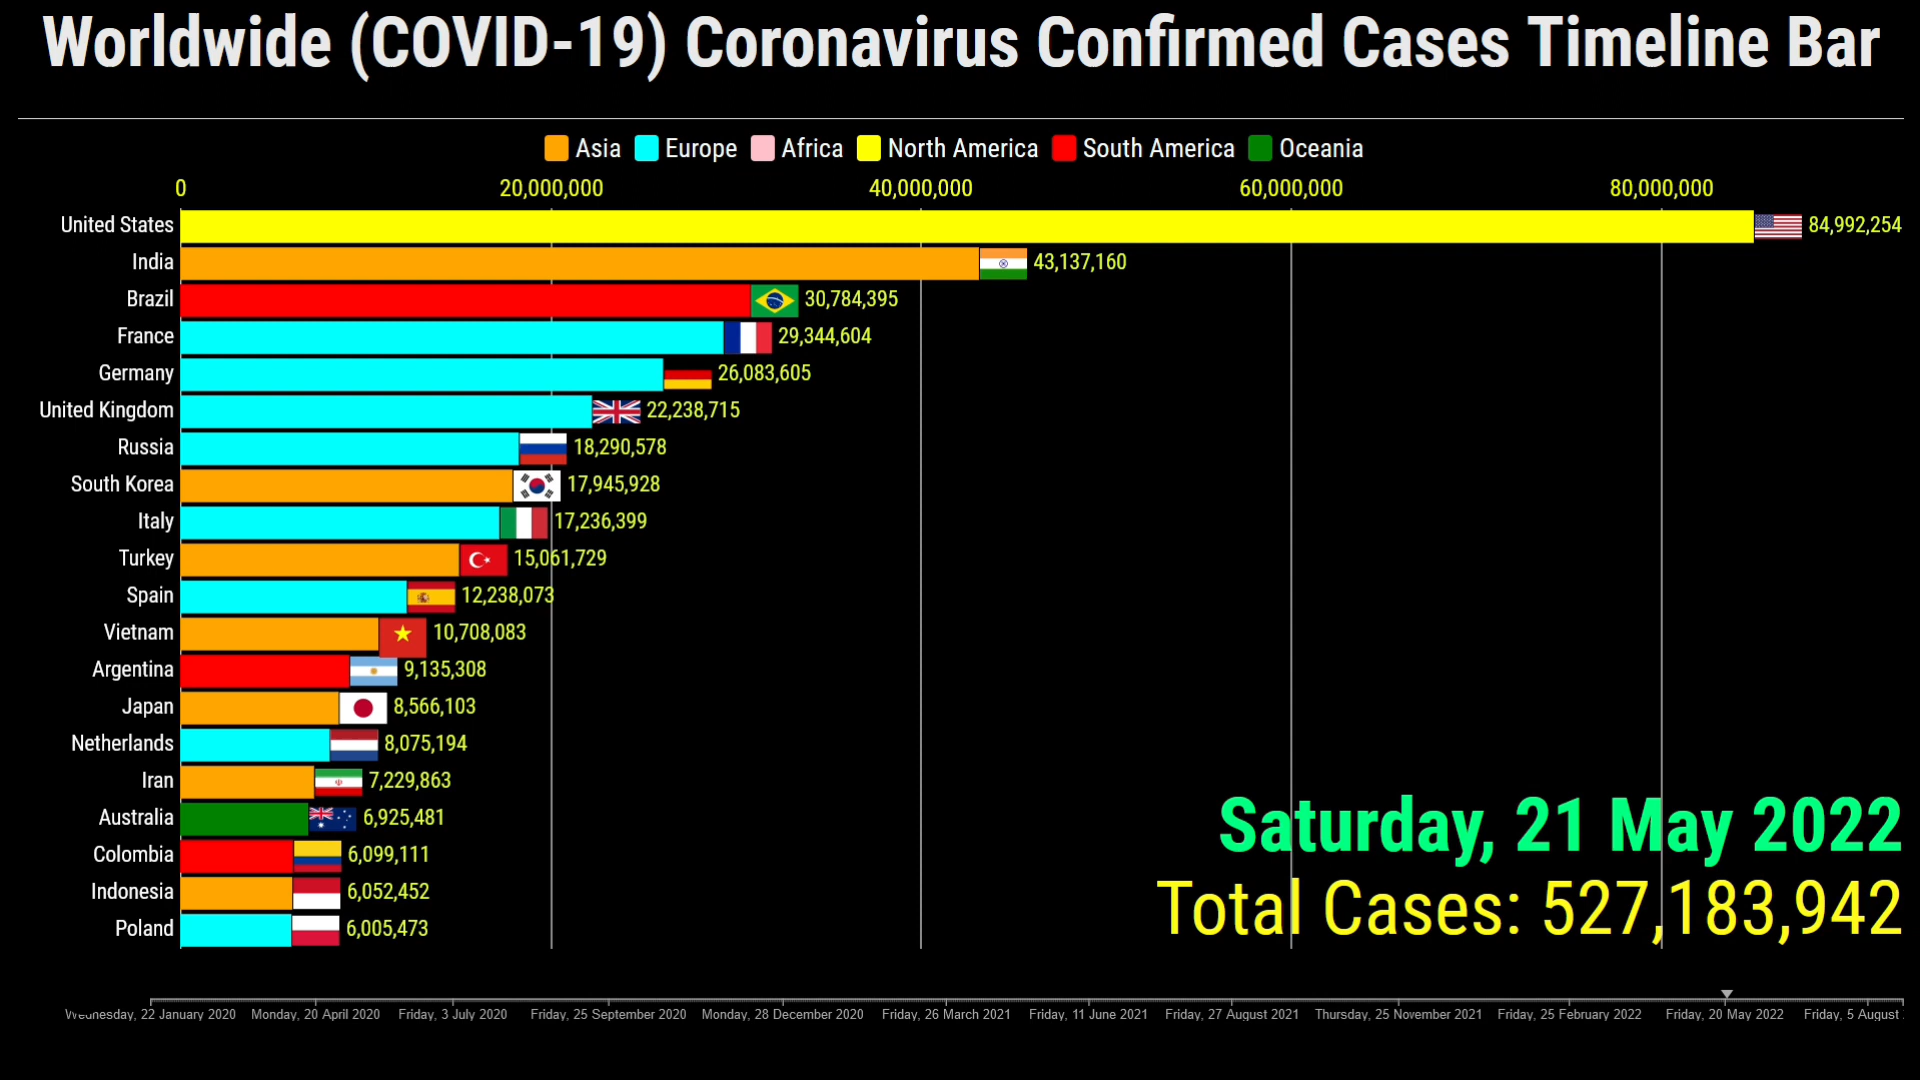 Worldwide (COVID-19) Coronavirus Confirmed Cases Timeline Bar
Asia Europe Africa North America South America Oceania
0 20,000,000 40,000,000 60,000,000 80,000,000
United States 84,992,254
India 43,137,160
Brazil 30,784,395
France 29,344,604
Germany 26,083,605
United Kingdom 22,238,715
Russia 18,290,578
South Korea 17,945,928
Italy 17,236,399
Turkey 15,061,729
Spain 12,238,073
Vietnam 10,708,083
Argentina 9,135,308
Japan 8,566,103
Netherlands 8,075,194
Iran 7,229,863
Australia 6,925,481
Colombia 6,099,111
Indonesia 6,052,452
Poland 6,005,473
Saturday, 21 May 2022
Total Cases: 527,183,942
Wednesday, 22 January 2020 Monday, 20 April 2020 Friday, 3 July 2020 Friday, 25 September 2020 Monday, 28 December 2020 Friday, 26 March 2021 Friday, 11 June 2021 Friday, 27 August 2021 Thursday, 25 November 2021 Friday, 25 February 2022 Friday, 20 May 2022 Friday, 5 August